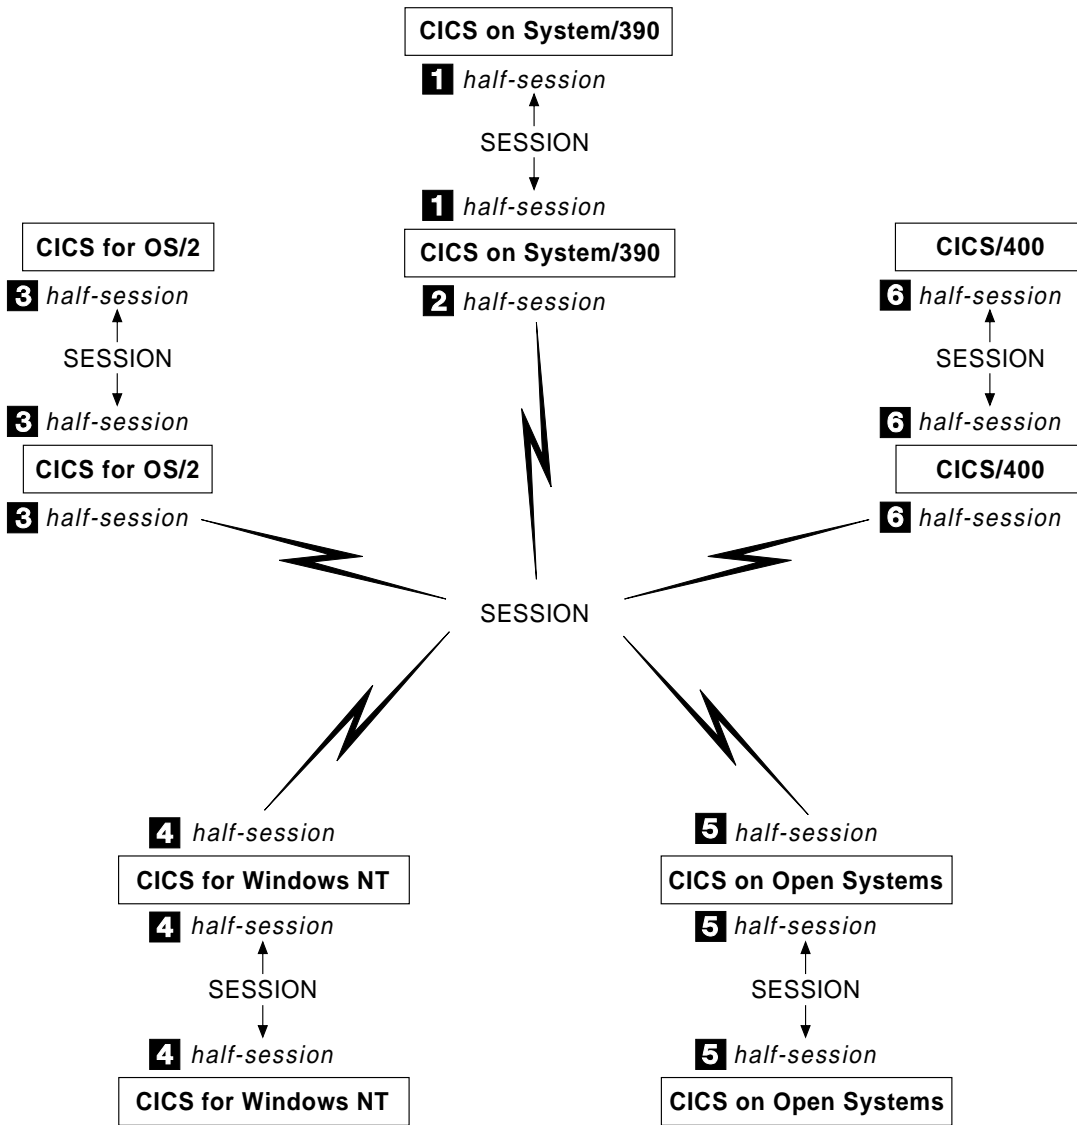 CICS on System/390
1 half-session
SESSION
1 half-session
CICS on System/390
2 half-session
CICS for OS/2
3 half-session
SESSION
3 half-session
CICS for OS/2
3 half-session
CICS/400
6 half-session
SESSION
6 half-session
CICS/400
6 half-session
SESSION
4 half-session
CICS for Windows NT
4 half-session
SESSION
4 half-session
CICS for Windows NT
5 half-session
CICS on Open Systems
5 half-session
SESSION
5 half-session
CICS on Open Systems